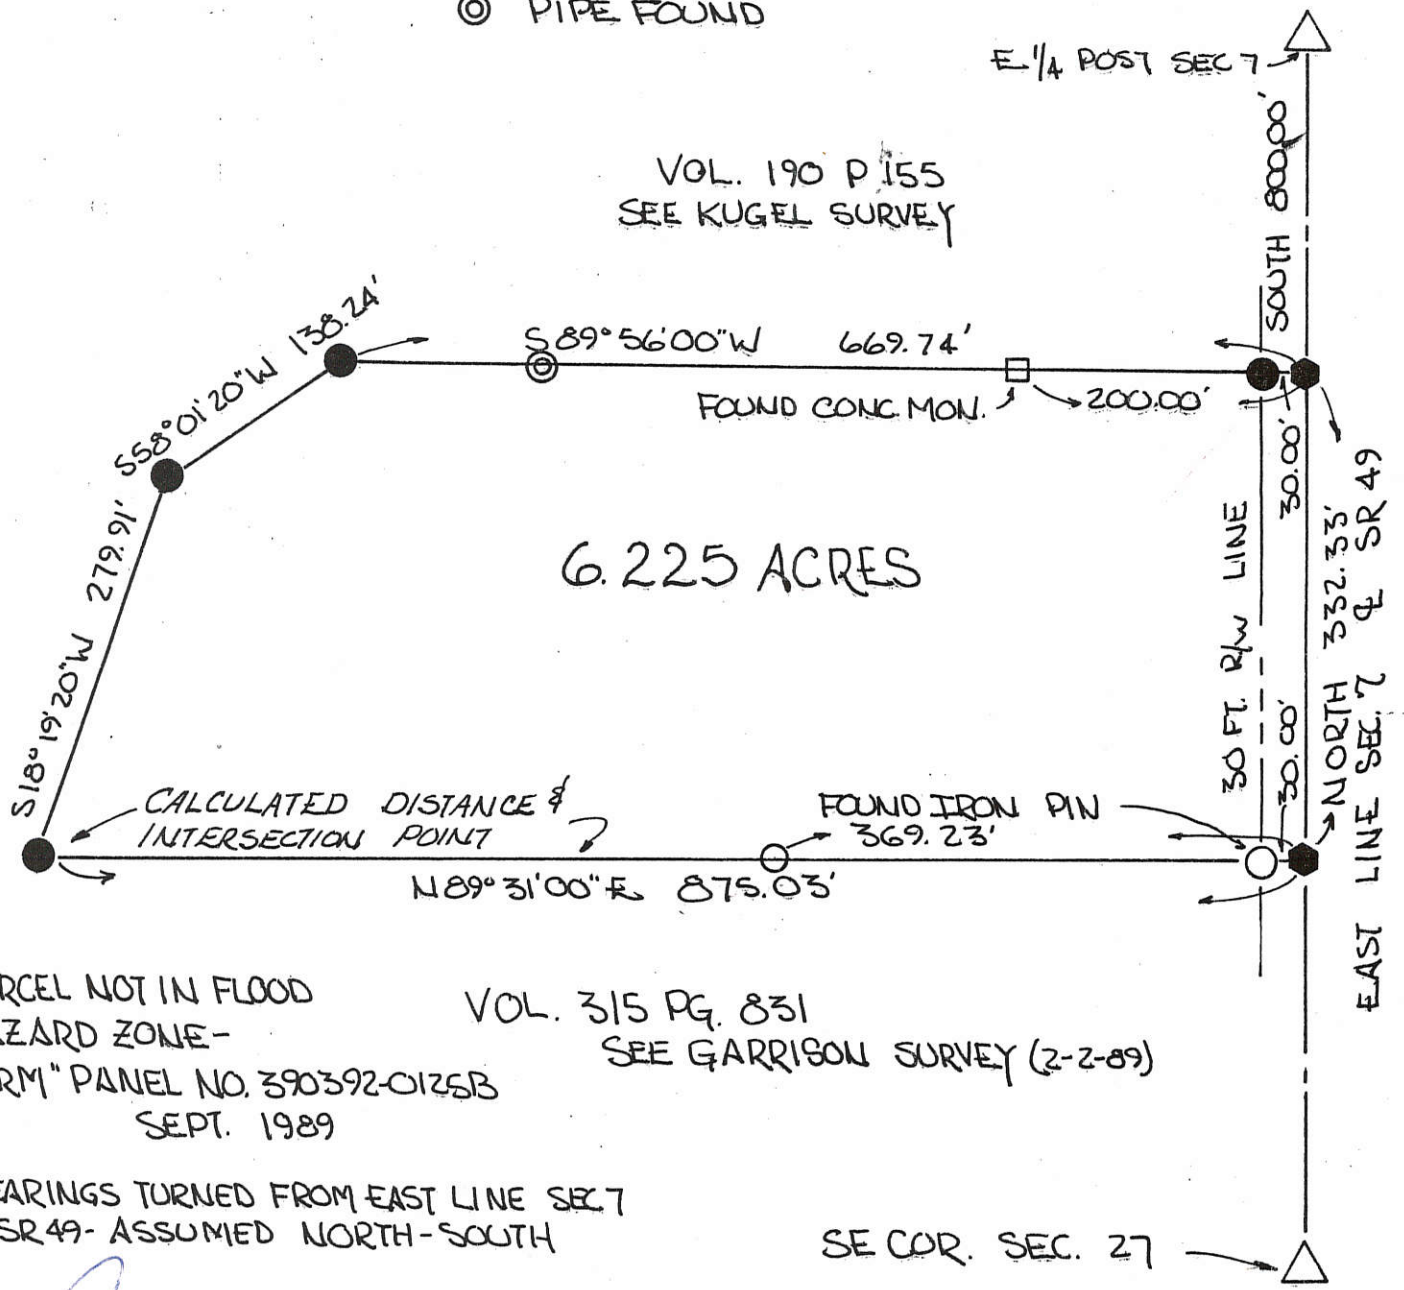 PIPE FOUND
E 1/4 POST SEC 7
SOUTH 800.00'
VOL. 190 P 155
SEE KUGEL SURVEY
S58°01'20"W 138.24'
S89°56'00"W 669.74'
FOUND CONC. MON.
200.00'
30.00'
S18°19'20"W 279.91'
6.225 ACRES
30 FT. R/W LINE
NORTH 332.33'
EAST LINE SEC. 7 ℄ SR 49
CALCULATED DISTANCE &
INTERSECTION POINT
FOUND IRON PIN
369.23'
30.00'
N89°31'00"E 875.03'
RCEL NOT IN FLOOD
AZARD ZONE-
RM" PANEL NO. 390392-0125B
SEPT. 1989
VOL. 315 PG. 831
SEE GARRISON SURVEY (2-2-89)
EARINGS TURNED FROM EAST LINE SEC 7
SR 49- ASSUMED NORTH-SOUTH
SE COR. SEC. 27